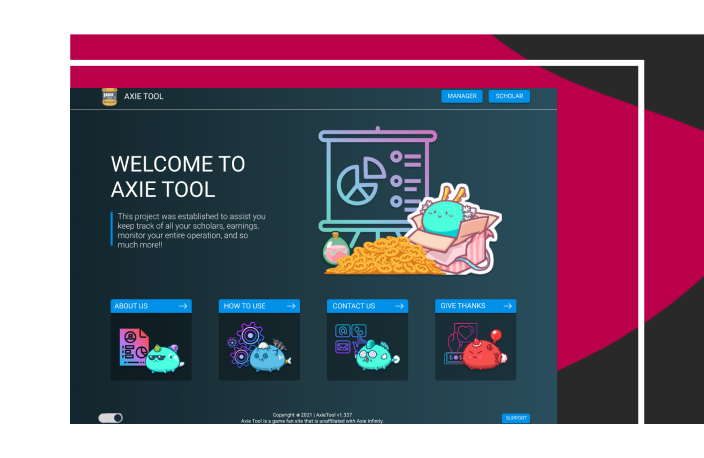 AXIE TOOL
MANAGER
SCHOLAR
WELCOME TO
AXIE TOOL
This project was established to assist you
keep track of all your scholars, earnings,
monitor your entire operation, and so
much more!!
ABOUT US
HOW TO USE
CONTACT US
GIVE THANKS
Copyright ⬥ 2021 | AxieTool v1.337
Axie Tool is a game fan site that is unaffiliated with Axie Infinity.
SUPPORT